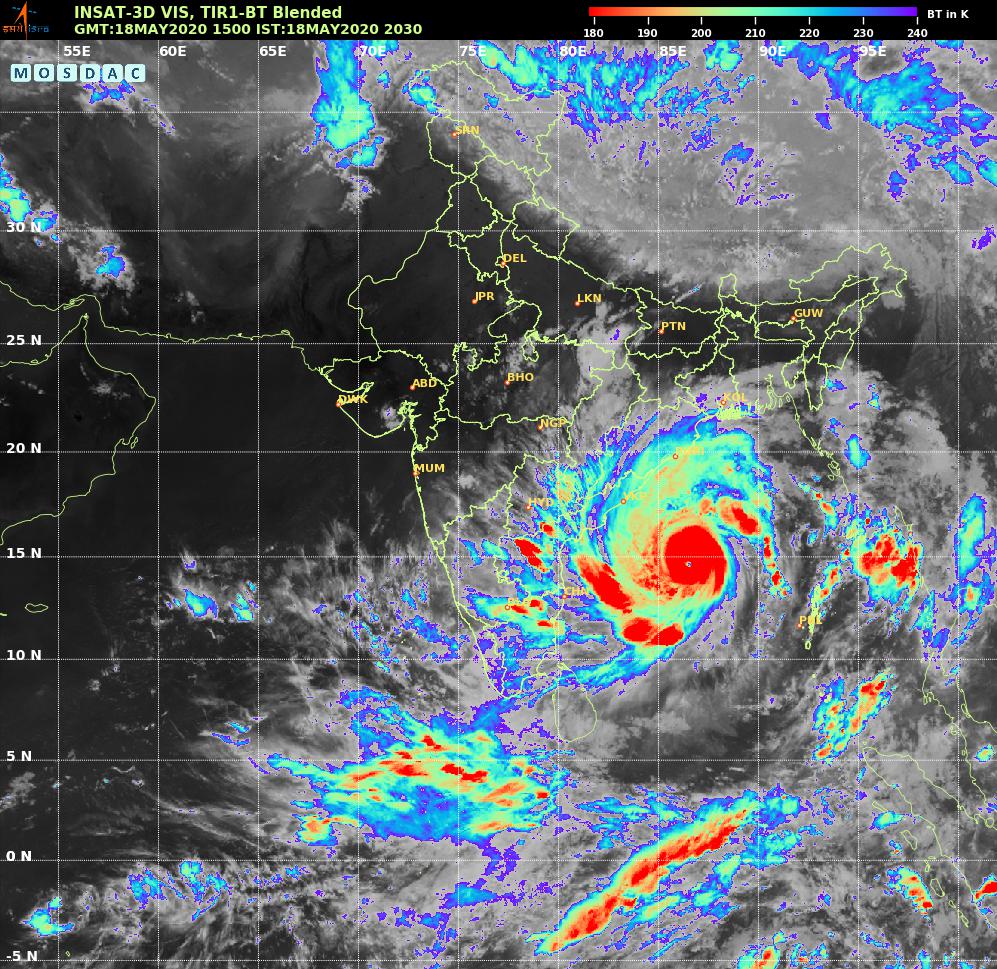 INSAT-3D VIS, TIR1-BT Blended
GMT:18MAY2020 1500 IST:18MAY2020 2030
BT in K
180 190 200 210 220 230 240
55E 60E 65E 70E 75E 80E 85E 90E 95E
MOSDAC
SRN
30 N
DEL
JPR LKN
GUW
PTN
25 N
BHO
ABD
DWK KOL
NGP
20 N
MUM
HYD
15 N
CHN
PBL
10 N
5 N
0 N
-5 N